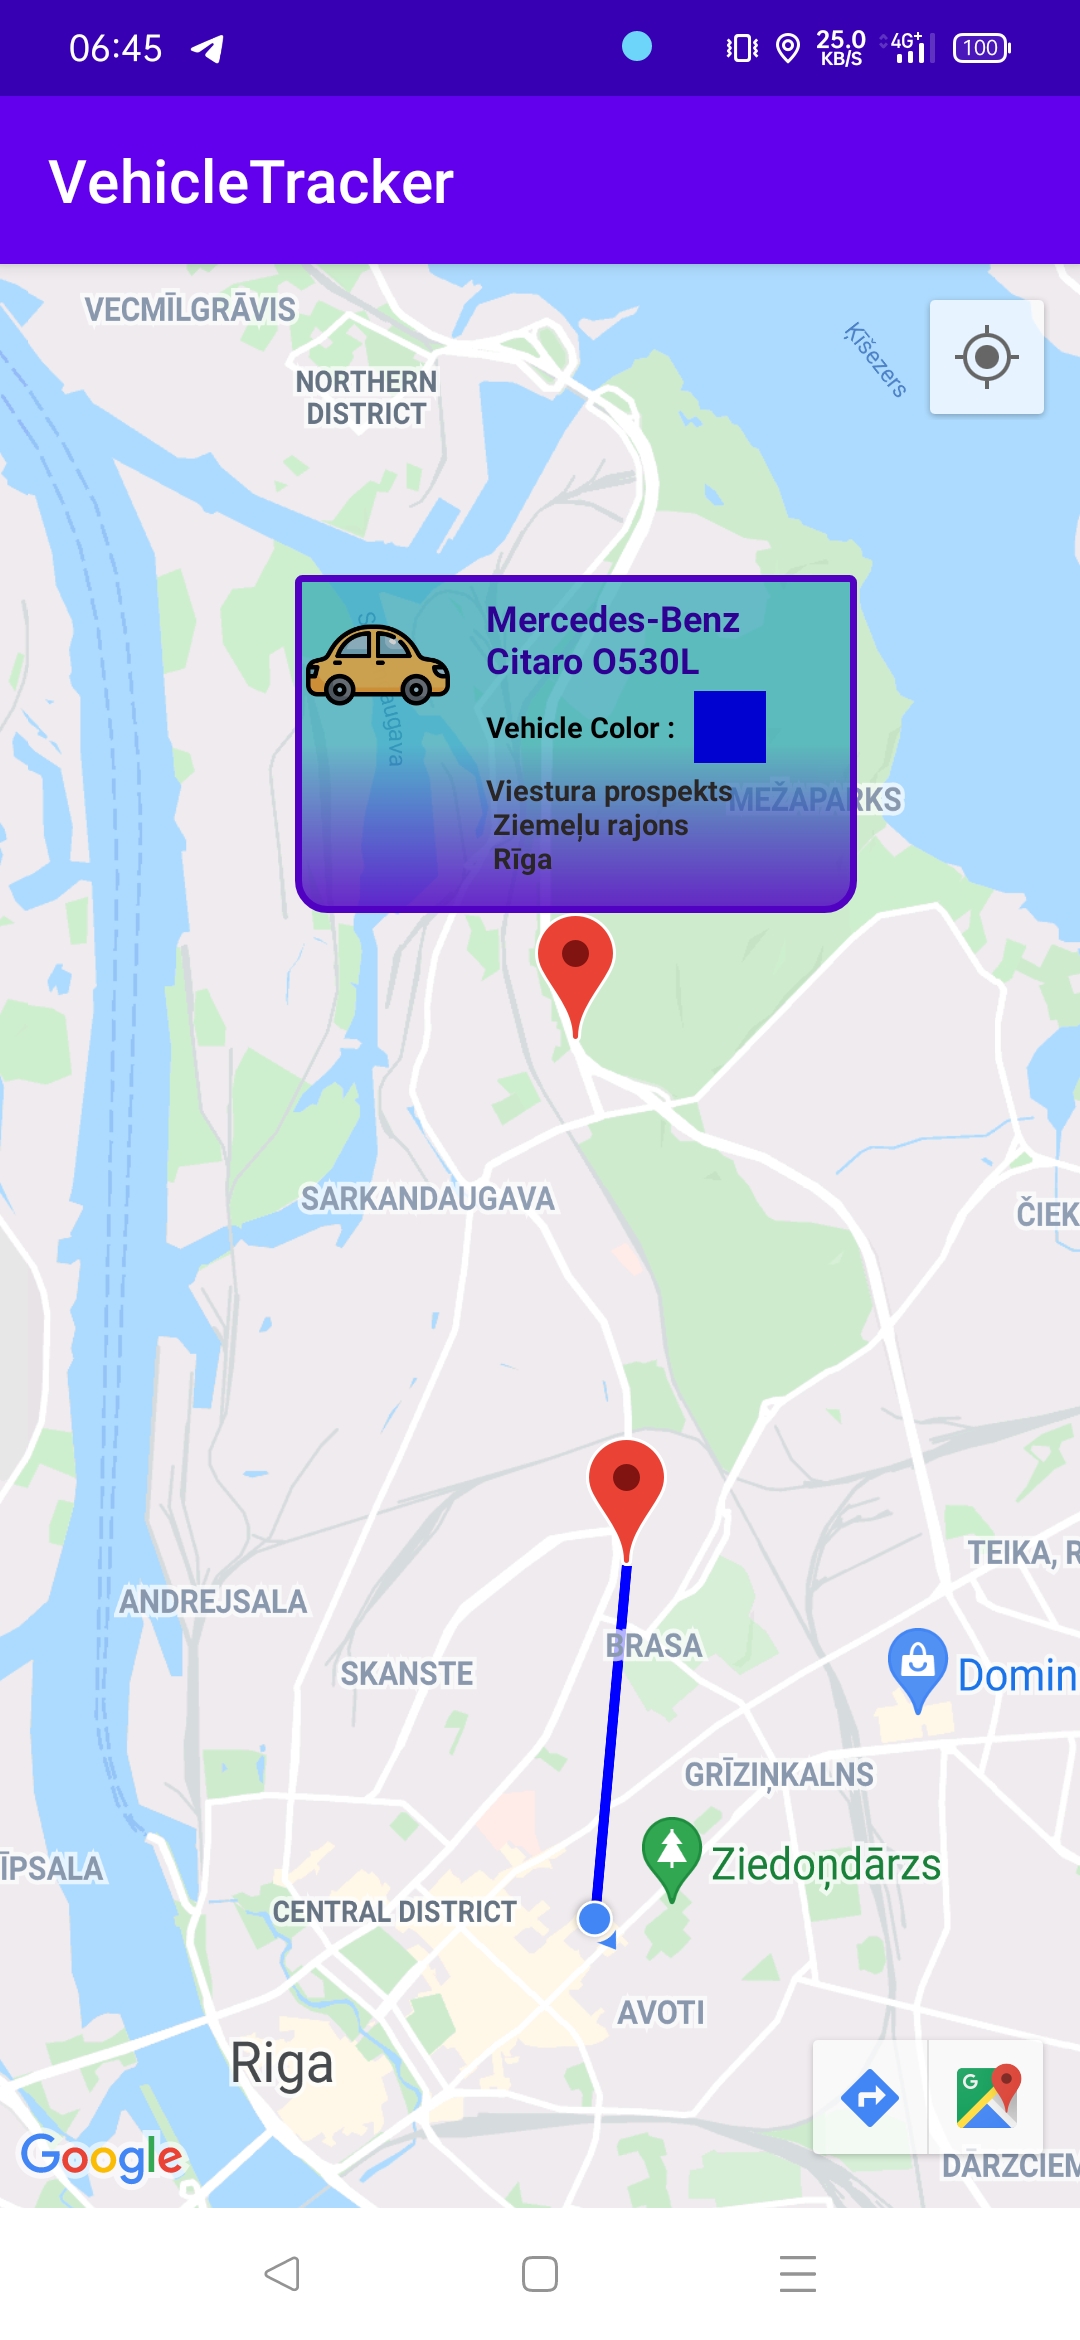 06:45
25.0
KB/S
4G+
100
VehicleTracker
VECMĪLGRĀVIS
NORTHERN
DISTRICT
Ķīšezers
Mercedes-Benz
Citaro O530L
Vehicle Color :
augava
Viestura prospekts
MEŽAPARKS
Ziemeļu rajons
Rīga
SARKANDAUGAVA
ČIEK
TEIKA, R
ANDREJSALA
BRASA
SKANSTE
Domin
GRĪZIŅKALNS
ĪPSALA
Ziedoņdārzs
CENTRAL DISTRICT
AVOTI
Riga
G
Google
DĀRZCIEM